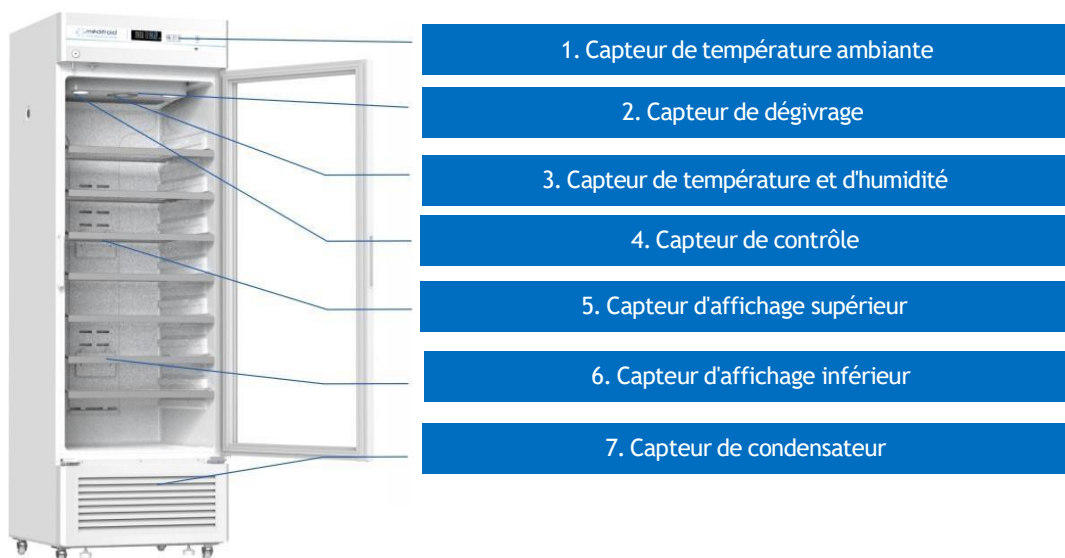 medifroid
1. Capteur de température ambiante
2. Capteur de dégivrage
3. Capteur de température et d'humidité
4. Capteur de contrôle
5. Capteur d'affichage supérieur
6. Capteur d'affichage inférieur
7. Capteur de condensateur